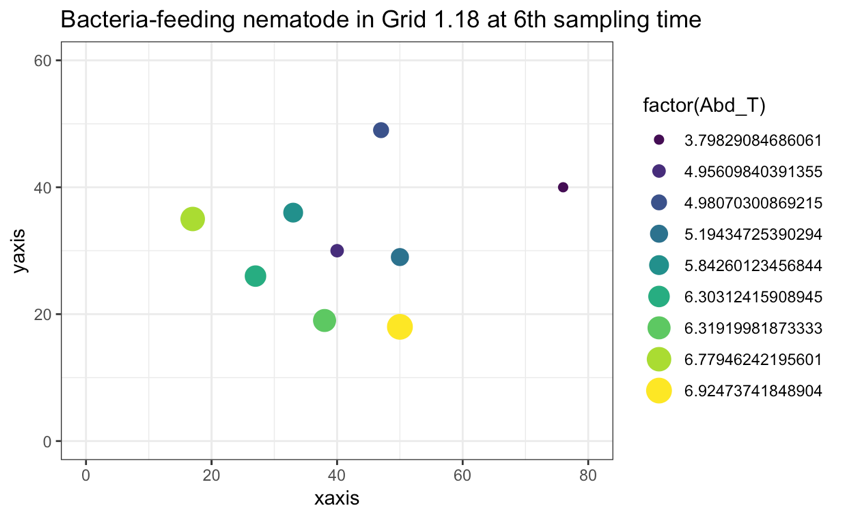 Bacteria-feeding nematode in Grid 1.18 at 6th sampling time
60
40
20
0
yaxis
0 20 40 60 80
xaxis
factor(Abd_T)
3.79829084686061
4.95609840391355
4.98070300869215
5.19434725390294
5.84260123456844
6.30312415908945
6.31919981873333
6.77946242195601
6.92473741848904